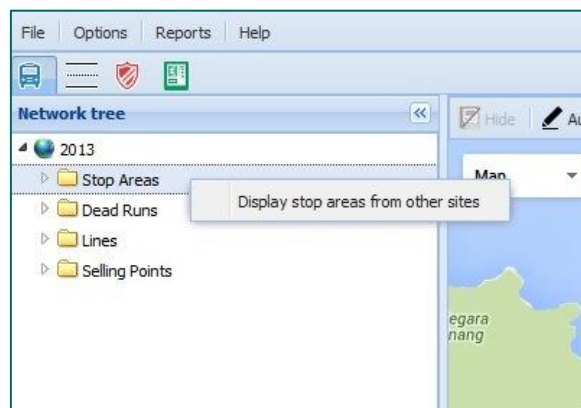 File Options Reports Help
Network tree
Hide
Au
2013
Map
Stop Areas
Display stop areas from other sites
Dead Runs
Lines
Selling Points
egara
nang